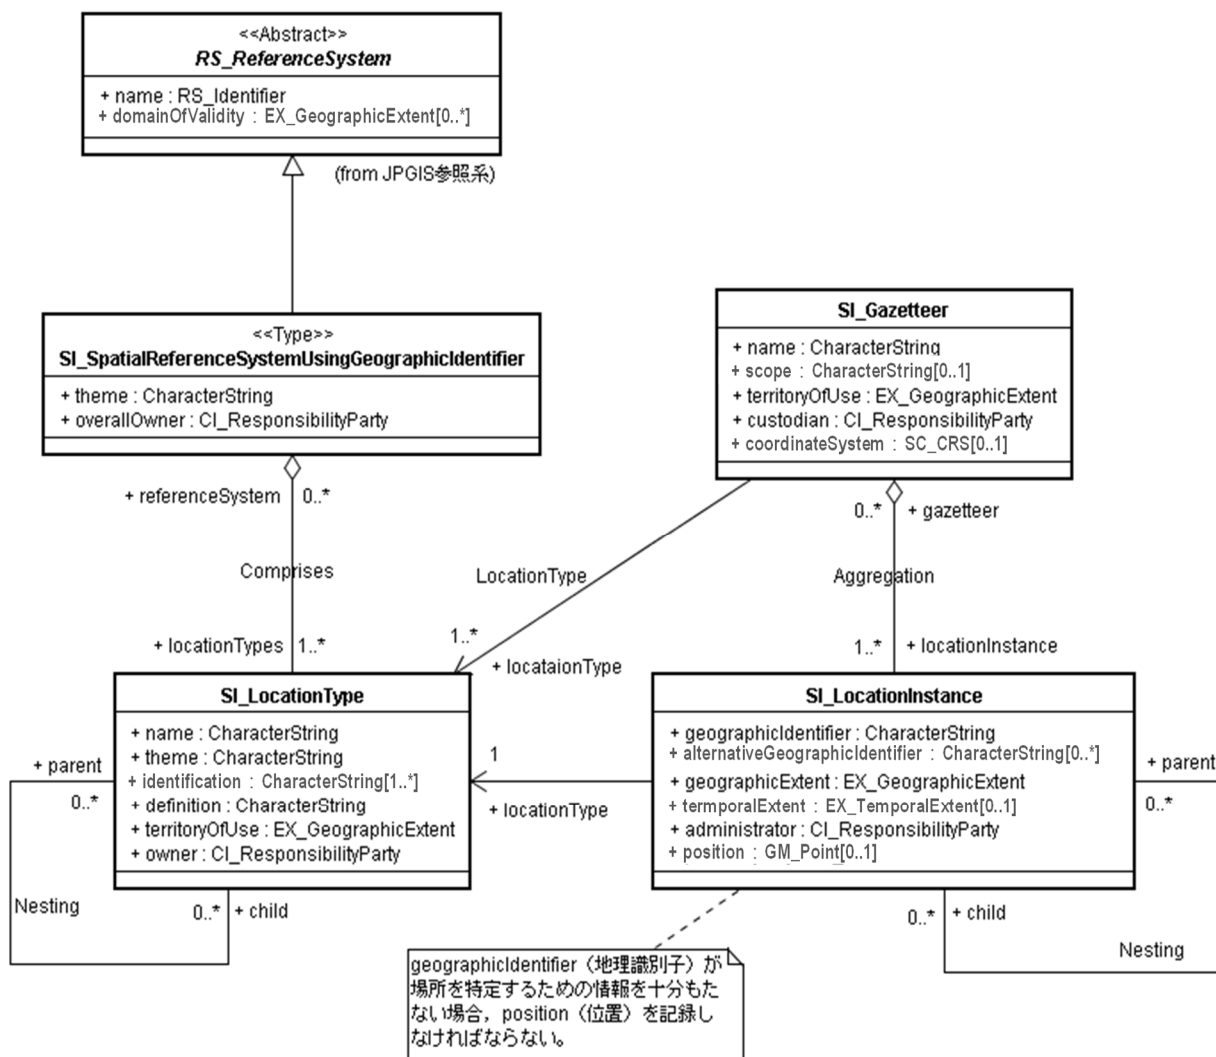 <<Abstract>>
RS_ReferenceSystem
+ name : RS_Identifier
+ domainOfValidity : EX_GeographicExtent[0..*]
(from JPGIS参照系)
<<Type>>
SI_SpatialReferenceSystemUsingGeographicIdentifier
+ theme : CharacterString
+ overallOwner : CI_ResponsibilityParty
SI_Gazetteer
+ name : CharacterString
+ scope : CharacterString[0..1]
+ territoryOfUse : EX_GeographicExtent
+ custodian : CI_ResponsibilityParty
+ coordinateSystem : SC_CRS[0..1]
+ referenceSystem 0..*
0..* + gazetteer
Comprises
LocationType
Aggregation
+ locationTypes 1..*
1..*
+ locataionType
1..* + locationInstance
SI_LocationType
+ name : CharacterString
+ theme : CharacterString
+ identification : CharacterString[1..*]
+ definition : CharacterString
+ territoryOfUse : EX_GeographicExtent
+ owner : CI_ResponsibilityParty
+ parent
0..*
Nesting
0..* + child
1
+ locationType
SI_LocationInstance
+ geographicIdentifier : CharacterString
+ alternativeGeographicIdentifier : CharacterString[0..*]
+ geographicExtent : EX_GeographicExtent
+ termporalExtent : EX_TemporalExtent[0..1]
+ administrator : CI_ResponsibilityParty
+ position : GM_Point[0..1]
+ parent
0..*
0..* + child
Nesting
geographicIdentifier（地理識別子）が
場所を特定するための情報を十分もた
ない場合，position（位置）を記録し
なければならない。